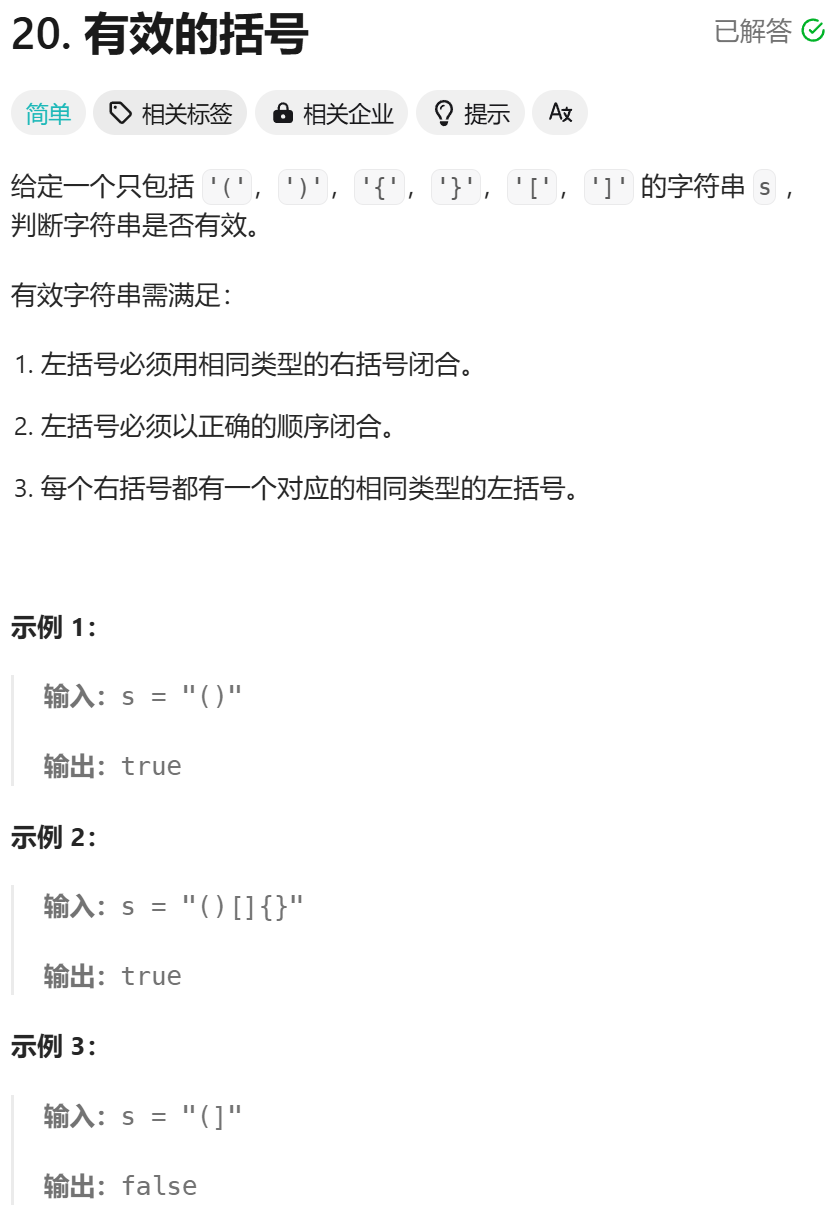 20. 有效的括号
已解答
简单 相关标签 相关企业 提示 A文
给定一个只包括 '('，')'，'{'，'}'，'['，']' 的字符串 s ，
判断字符串是否有效。
有效字符串需满足：
1. 左括号必须用相同类型的右括号闭合。
2. 左括号必须以正确的顺序闭合。
3. 每个右括号都有一个对应的相同类型的左括号。
示例 1：
输入：s = "()"
输出：true
示例 2：
输入：s = "()[]{}"
输出：true
示例 3：
输入：s = "(]"
输出：false